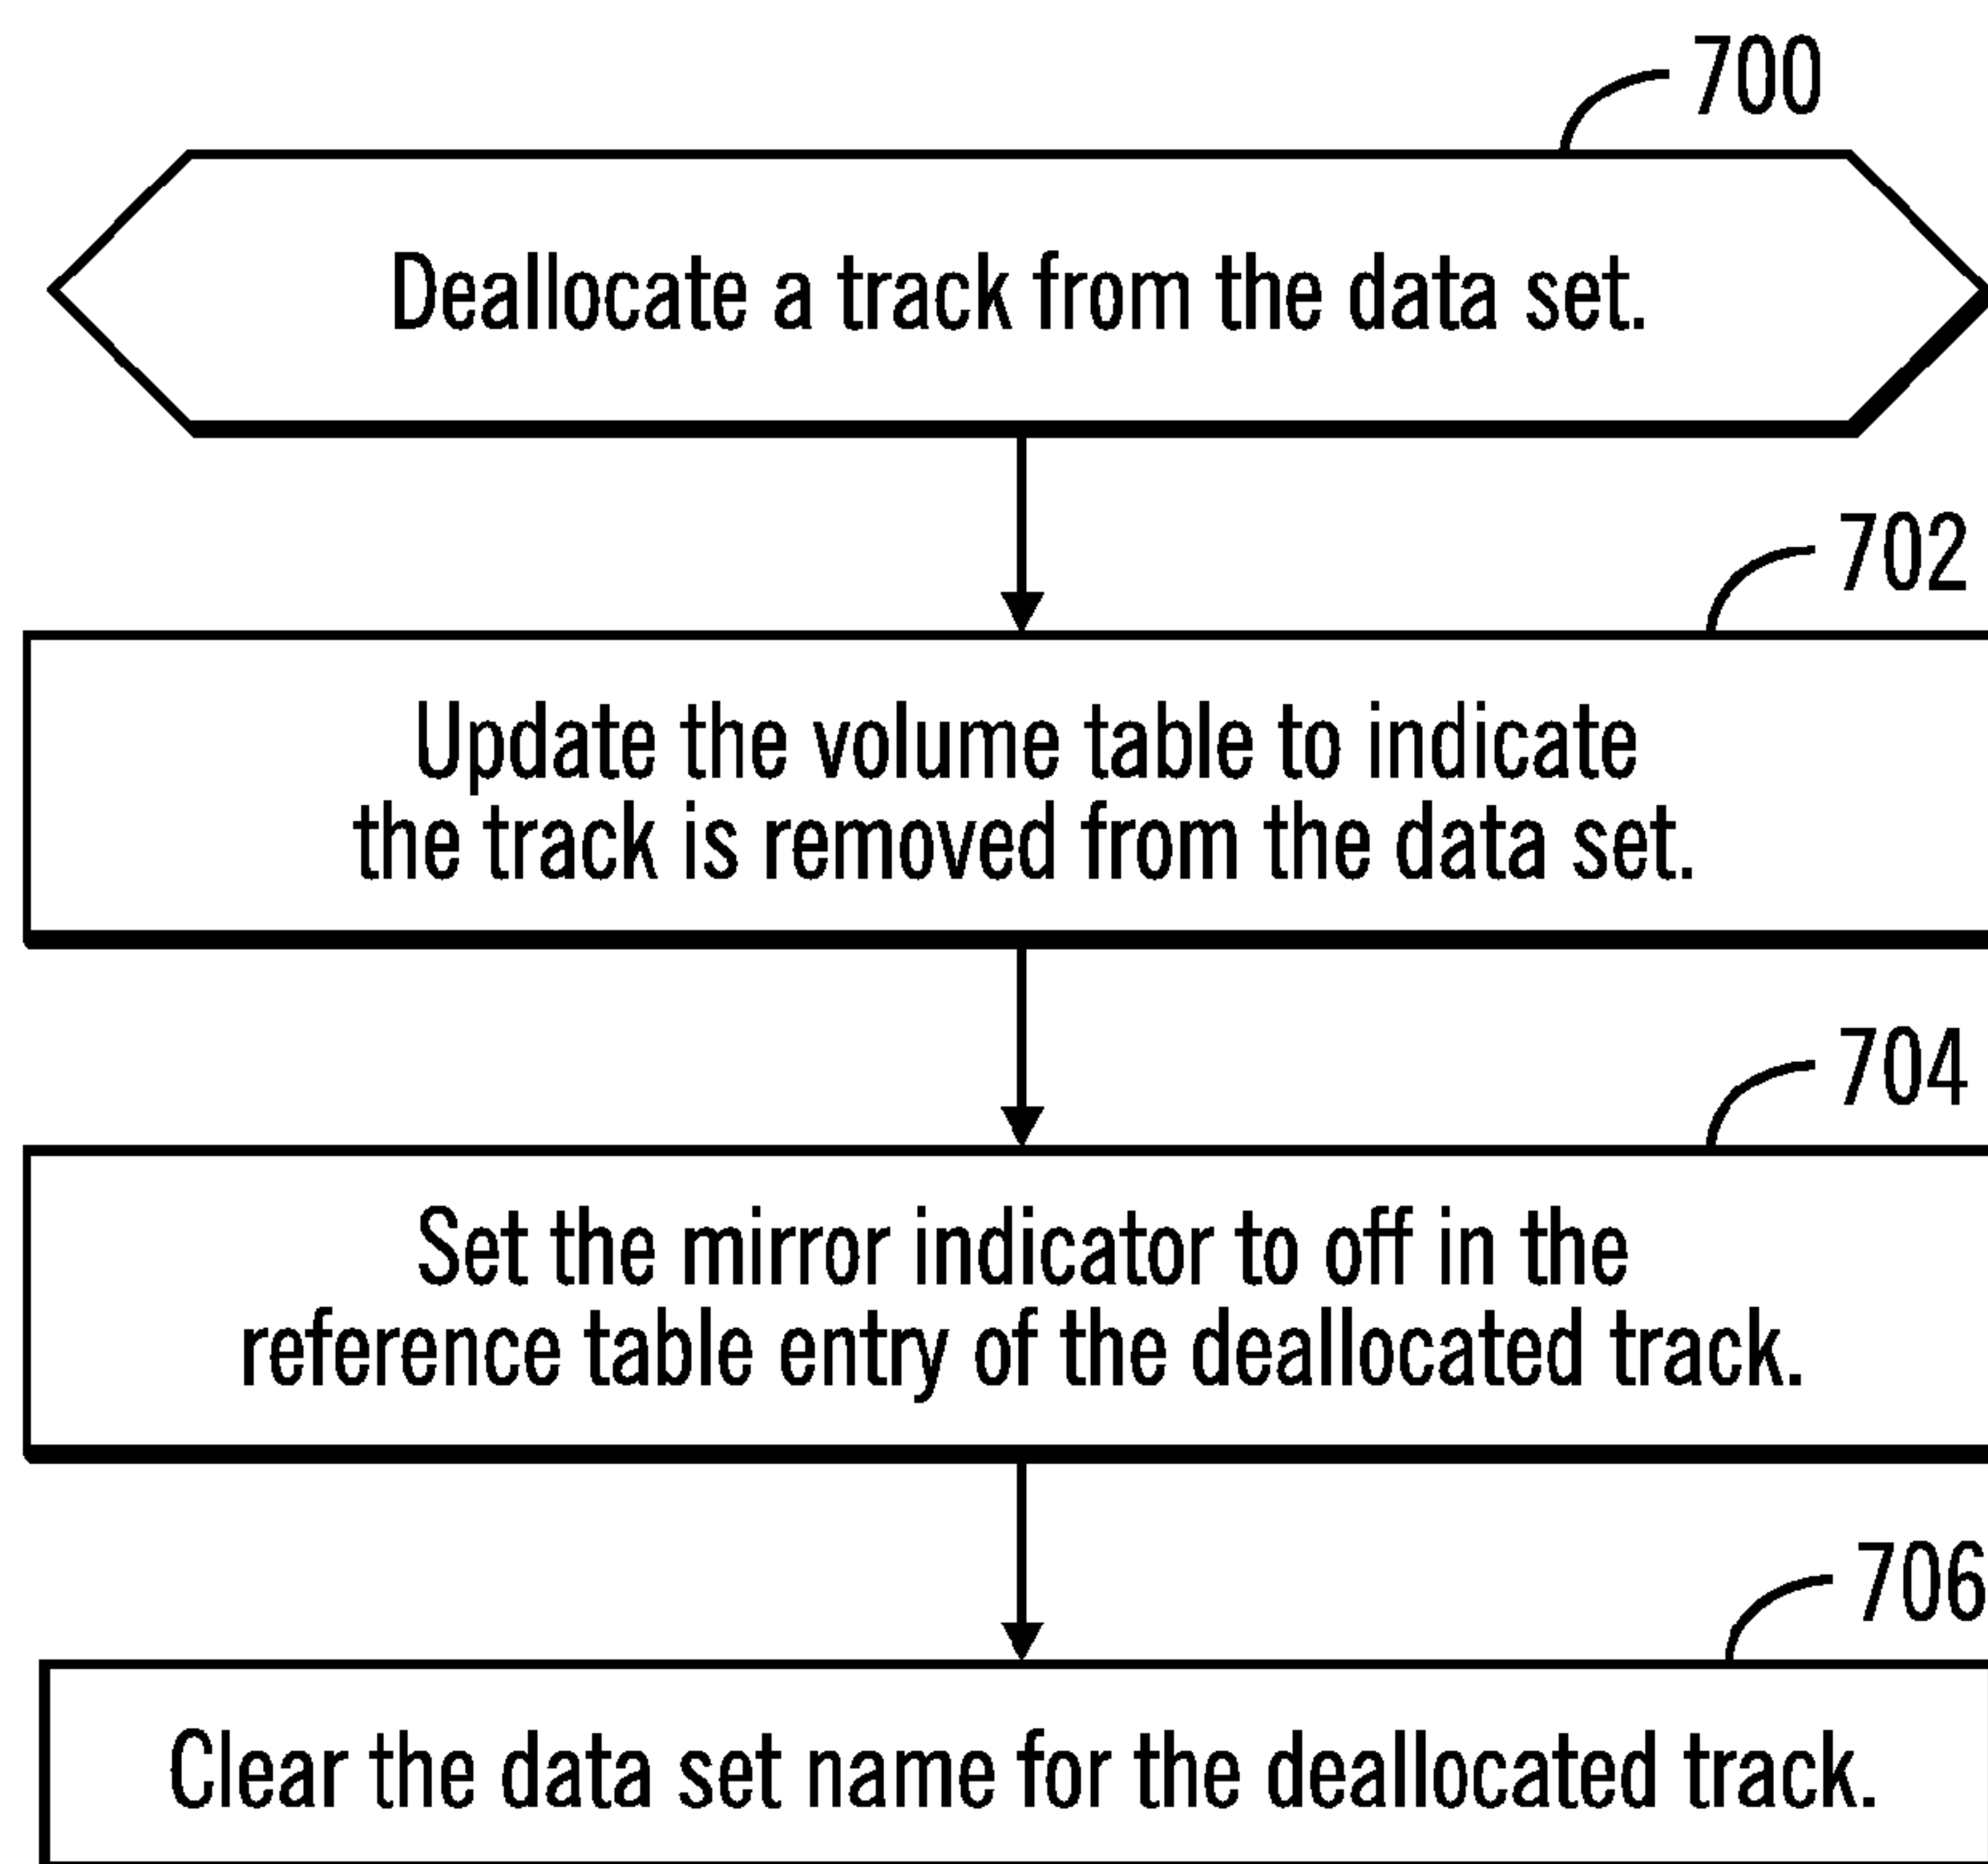 700
Deallocate a track from the data set.
702
Update the volume table to indicate
the track is removed from the data set.
704
Set the mirror indicator to off in the
reference table entry of the deallocated track.
706
Clear the data set name for the deallocated track.